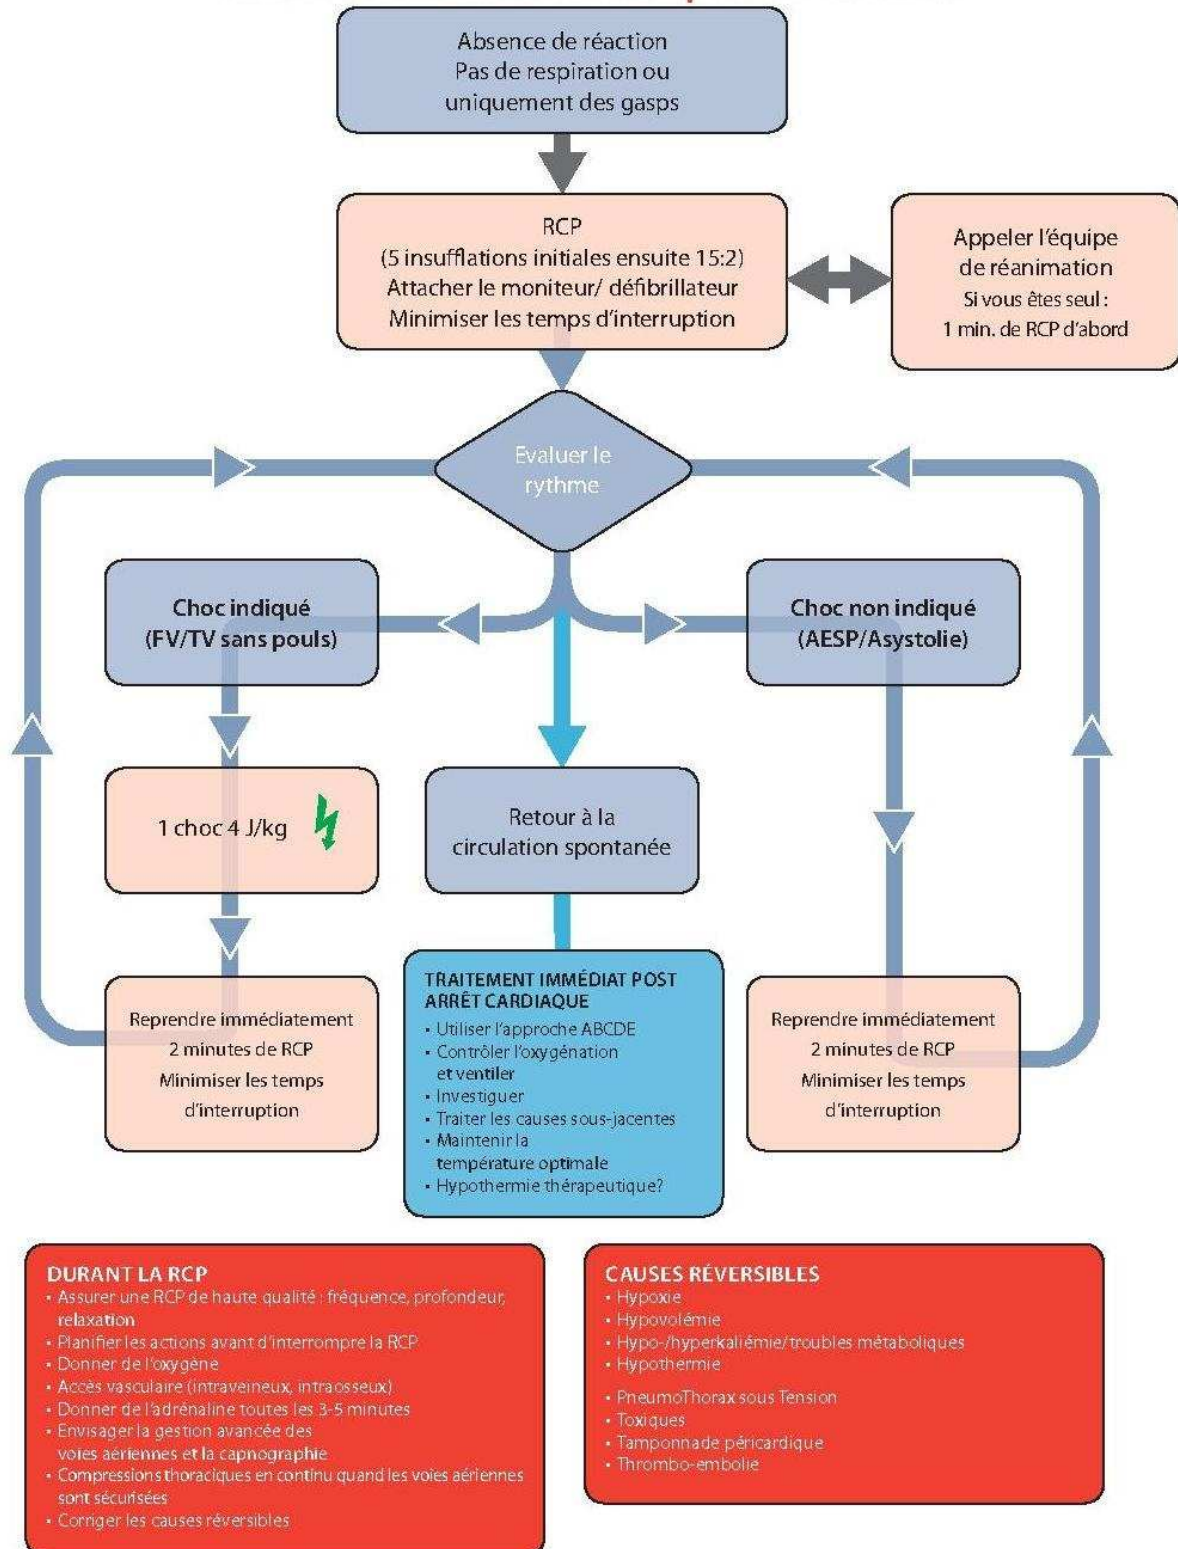 Absence de réaction
Pas de respiration ou
uniquement des gasps
RCP
(5 insufflations initiales ensuite 15:2)
Attacher le moniteur/ défibrillateur
Minimiser les temps d'interruption
Appeler l'équipe
de réanimation
Si vous êtes seul :
1 min. de RCP d'abord
Evaluer le
rythme
Choc indiqué
(FV/TV sans pouls)
Choc non indiqué
(AESP/Asystolie)
1 choc 4 J/kg
Retour à la
circulation spontanée
Reprendre immédiatement
2 minutes de RCP
Minimiser les temps
d'interruption
TRAITEMENT IMMÉDIAT POST
ARRÊT CARDIAQUE
• Utiliser l'approche ABCDE
• Contrôler l'oxygénation
et ventiler
• Investiguer
• Traiter les causes sous-jacentes
• Maintenir la
température optimale
• Hypothermie thérapeutique?
Reprendre immédiatement
2 minutes de RCP
Minimiser les temps
d'interruption
DURANT LA RCP
• Assurer une RCP de haute qualité : fréquence, profondeur,
relaxation
• Planifier les actions avant d'interrompre la RCP
• Donner de l'oxygène
• Accès vasculaire (intraveineux, intraosseux)
• Donner de l'adrénaline toutes les 3-5 minutes
• Envisager la gestion avancée des
voies aériennes et la capnographie
• Compressions thoraciques en continu quand les voies aériennes
sont sécurisées
• Corriger les causes réversibles
CAUSES RÉVERSIBLES
• Hypoxie
• Hypovolémie
• Hypo-/hyperkaliémie/troubles métaboliques
• Hypothermie
• PneumoThorax sous Tension
• Toxiques
• Tamponnade péricardique
• Thrombo-embolie